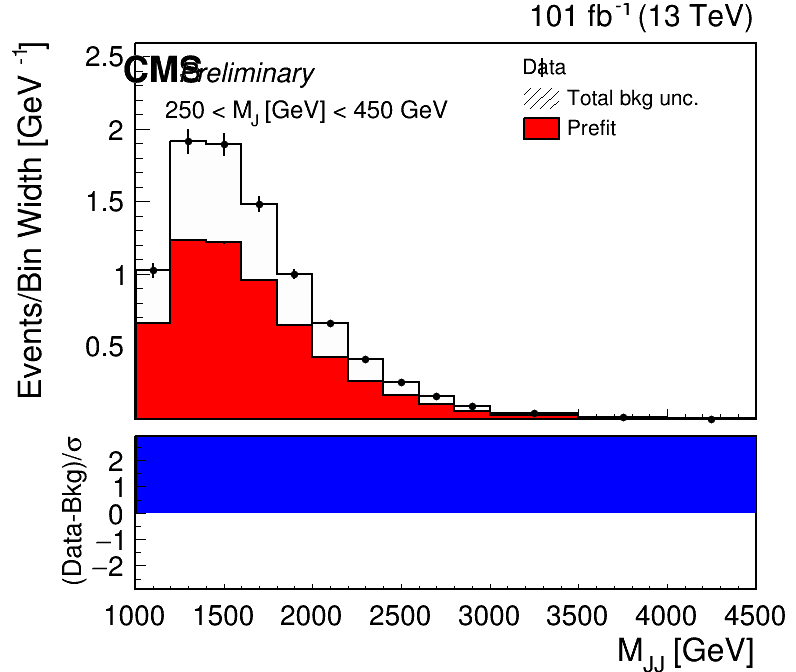 101 fb⁻¹ (13 TeV)
CMS Preliminary
250 < M_J [GeV] < 450 GeV
Data
Total bkg unc.
Prefit
Events/Bin Width [GeV⁻¹]
2.5
2
1.5
1
0.5
(Data-Bkg)/σ
2
1
0
−1
−2
1000 1500 2000 2500 3000 3500 4000 4500
M_JJ [GeV]